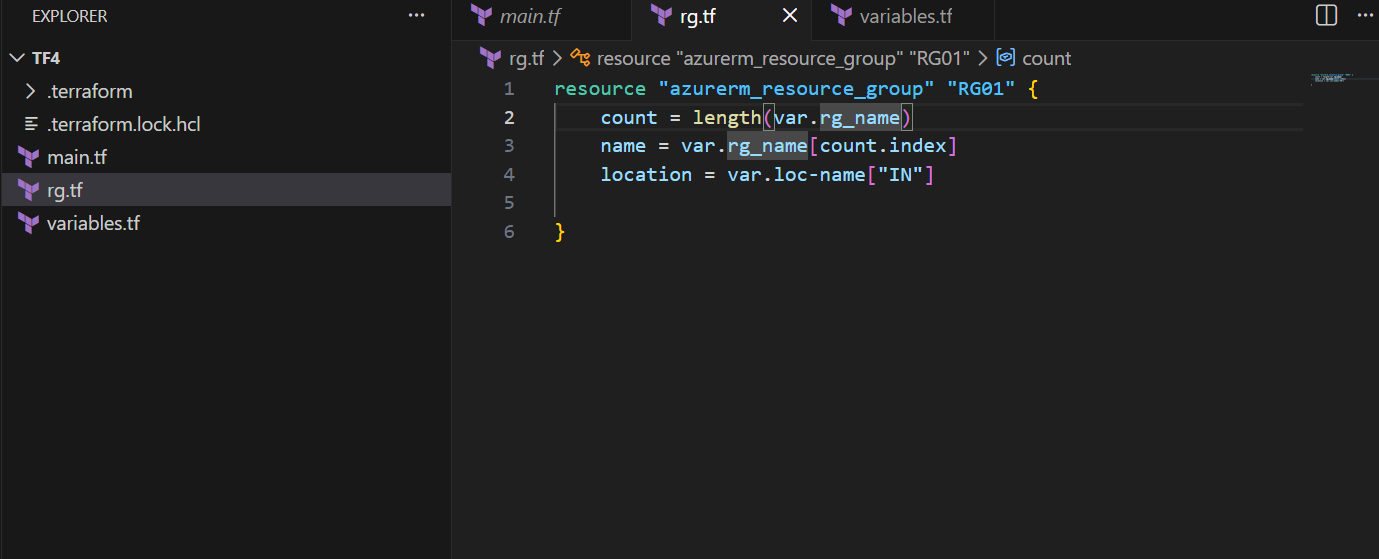 EXPLORER ...
TF4
.terraform
.terraform.lock.hcl
main.tf
rg.tf
variables.tf
main.tf rg.tf variables.tf ...
rg.tf > resource "azurerm_resource_group" "RG01" > count
1 resource "azurerm_resource_group" "RG01" {
2 count = length(var.rg_name)
3 name = var.rg_name[count.index]
4 location = var.loc-name["IN"]
5
6 }